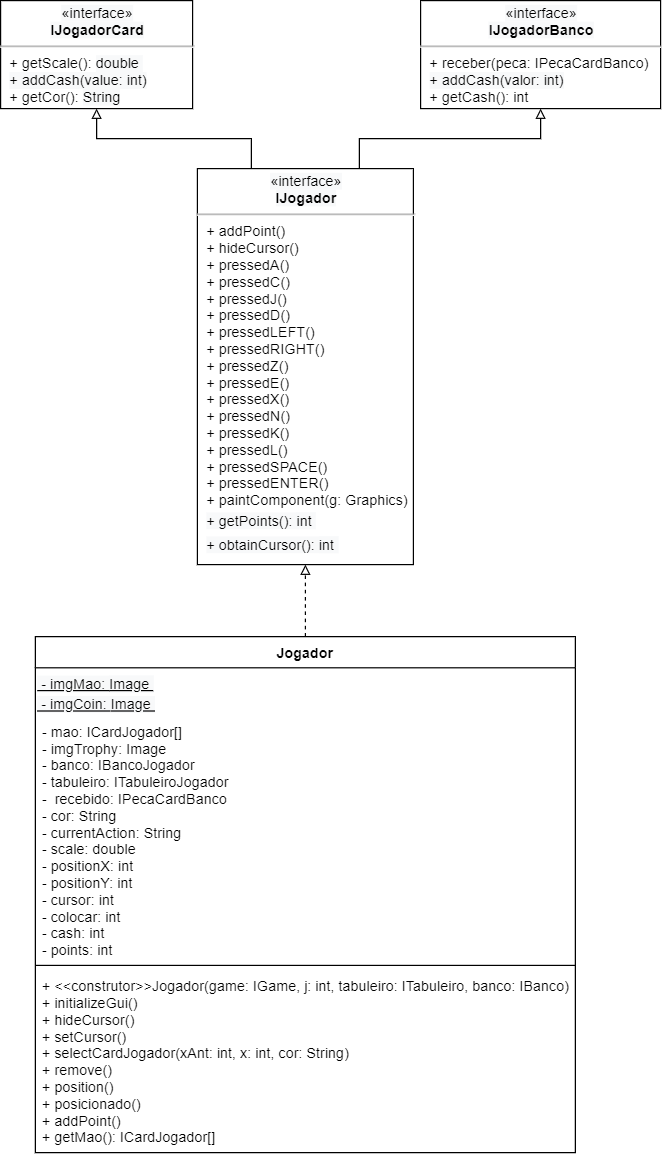 «interface»
IJogadorCard
+ getScale(): double
+ addCash(value: int)
+ getCor(): String
«interface»
IJogadorBanco
+ receber(peca: IPecaCardBanco)
+ addCash(valor: int)
+ getCash(): int
«interface»
IJogador
+ addPoint()
+ hideCursor()
+ pressedA()
+ pressedC()
+ pressedJ()
+ pressedD()
+ pressedLEFT()
+ pressedRIGHT()
+ pressedZ()
+ pressedE()
+ pressedX()
+ pressedN()
+ pressedK()
+ pressedL()
+ pressedSPACE()
+ pressedENTER()
+ paintComponent(g: Graphics)
+ getPoints(): int
+ obtainCursor(): int
Jogador
- imgMao: Image
- imgCoin: Image
- mao: ICardJogador[]
- imgTrophy: Image
- banco: IBancoJogador
- tabuleiro: ITabuleiroJogador
- recebido: IPecaCardBanco
- cor: String
- currentAction: String
- scale: double
- positionX: int
- positionY: int
- cursor: int
- colocar: int
- cash: int
- points: int
+ <<construtor>>Jogador(game: IGame, j: int, tabuleiro: ITabuleiro, banco: IBanco)
+ initializeGui()
+ hideCursor()
+ setCursor()
+ selectCardJogador(xAnt: int, x: int, cor: String)
+ remove()
+ position()
+ posicionado()
+ addPoint()
+ getMao(): ICardJogador[]